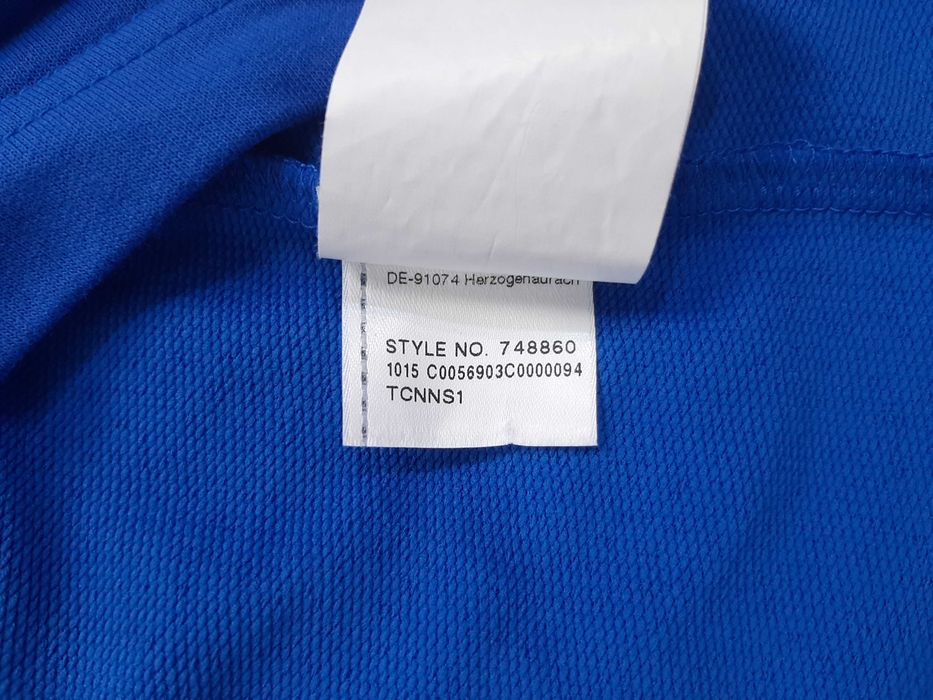 DE-91074 Herzogenaurach
STYLE NO. 748860
1015 C0056903C0000094
TCNNS1